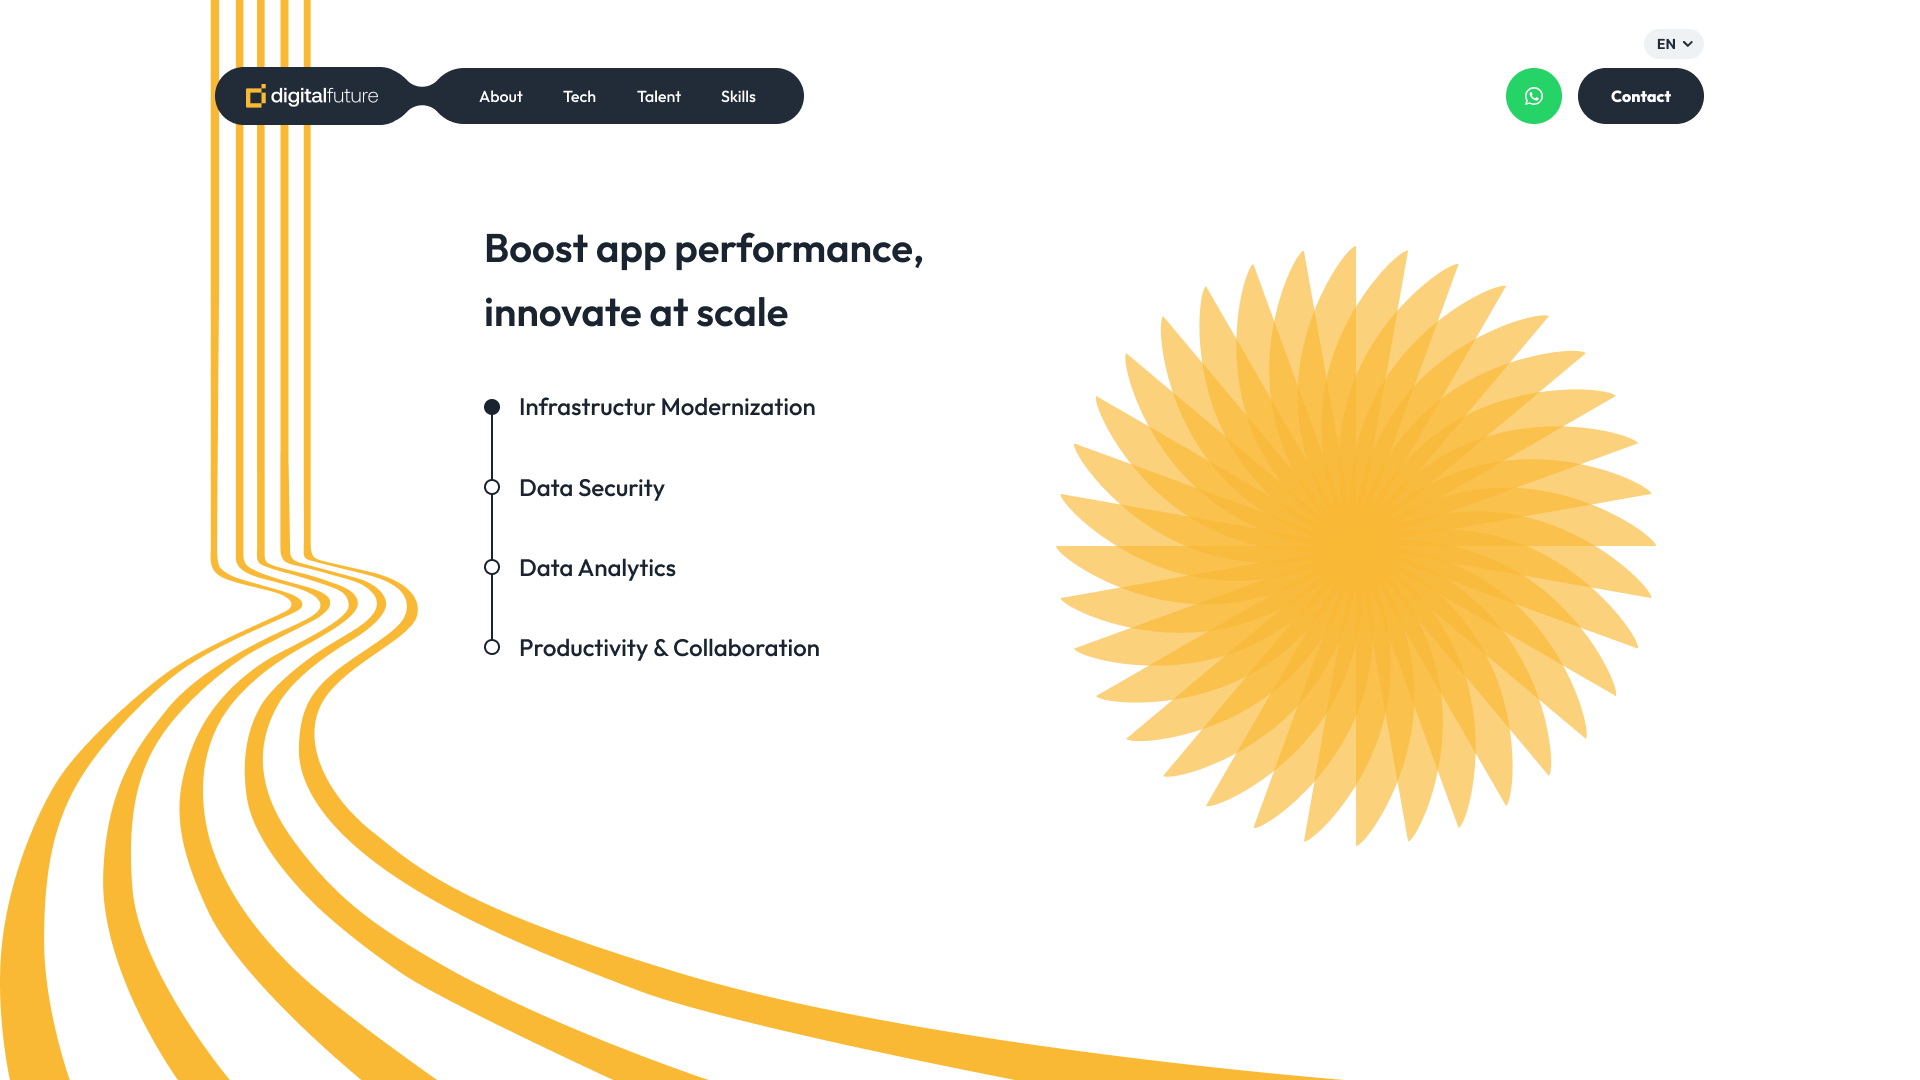 EN
digitalfuture
About
Tech
Talent
Skills
Contact
Boost app performance,
innovate at scale
Infrastructur Modernization
Data Security
Data Analytics
Productivity & Collaboration